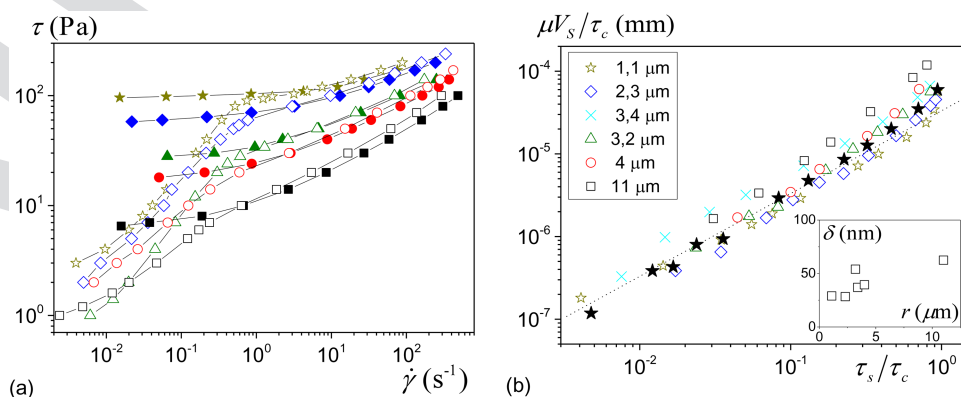 τ (Pa)
10²
10¹
10⁰
10⁻² 10⁻¹ 10⁰ 10¹ 10²
γ̇ (s⁻¹)
(a)
μV_S/τ_c (mm)
10⁻⁴
10⁻⁵
10⁻⁶
10⁻⁷
1,1 μm
2,3 μm
3,4 μm
3,2 μm
4 μm
11 μm
δ (nm)
100
50
0
0 5 10
r (μm)
10⁻² 10⁻¹ 10⁰
τ_s/τ_c
(b)